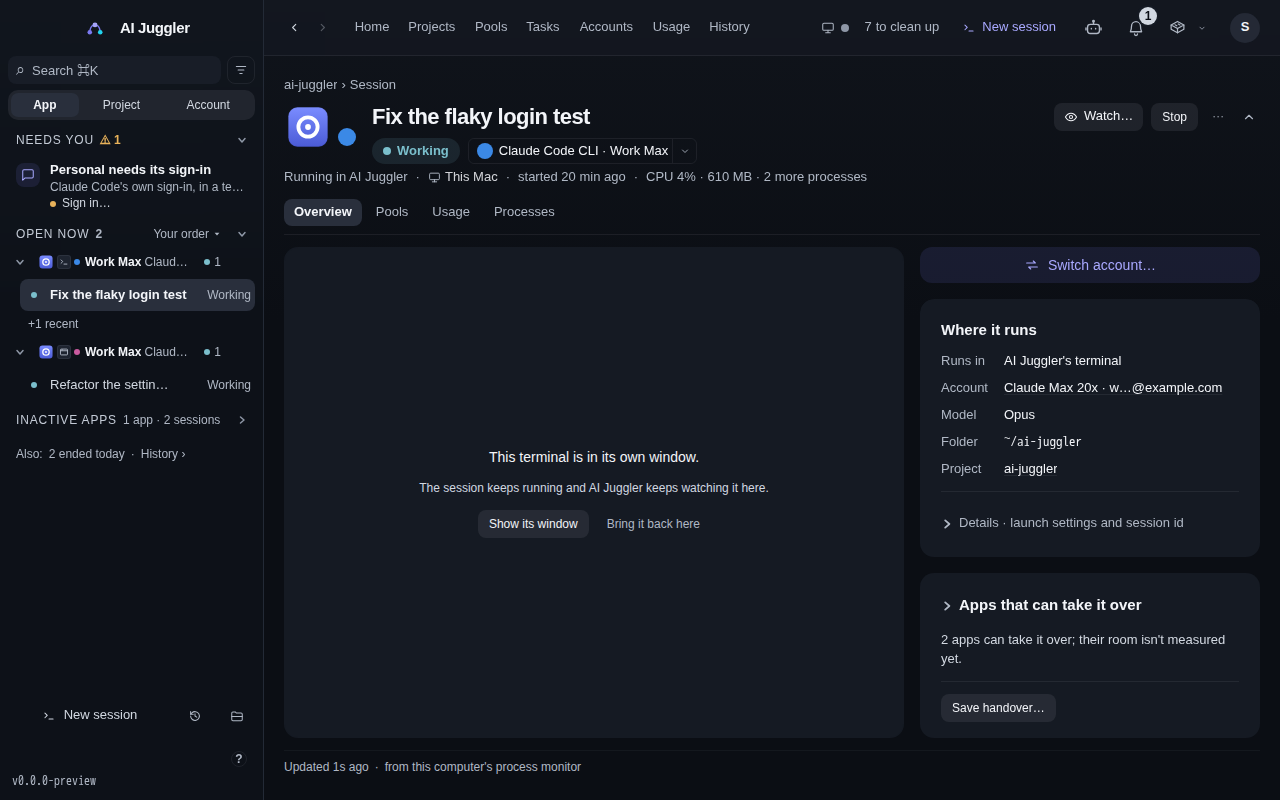 AI Juggler
Home Projects Pools Tasks Accounts Usage History
7 to clean up
New session
1
S
Search ⌘K
App Project Account
NEEDS YOU 1
Personal needs its sign-in
Claude Code's own sign-in, in a te…
Sign in…
OPEN NOW 2 Your order
Work Max Claud… 1
Fix the flaky login test Working
+1 recent
Work Max Claud… 1
Refactor the settin… Working
INACTIVE APPS 1 app · 2 sessions
Also: 2 ended today · History ›
New session
?
v0.0.0-preview
ai-juggler › Session
Fix the flaky login test
Watch… Stop ···
Working Claude Code CLI · Work Max
Running in AI Juggler · This Mac · started 20 min ago · CPU 4% · 610 MB · 2 more processes
Overview Pools Usage Processes
This terminal is in its own window.
The session keeps running and AI Juggler keeps watching it here.
Show its window Bring it back here
Switch account…
Where it runs
Runs in AI Juggler's terminal
Account Claude Max 20x · w…@example.com
Model Opus
Folder ~/ai-juggler
Project ai-juggler
Details · launch settings and session id
Apps that can take it over
2 apps can take it over; their room isn't measured
yet.
Save handover…
Updated 1s ago · from this computer's process monitor